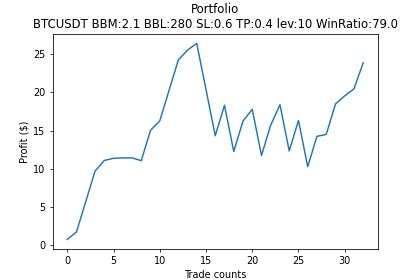 Portfolio
BTCUSDT BBM:2.1 BBL:280 SL:0.6 TP:0.4 lev:10 WinRatio:79.0
25
20
15
10
5
0
Profit ($)
0 5 10 15 20 25 30
Trade counts